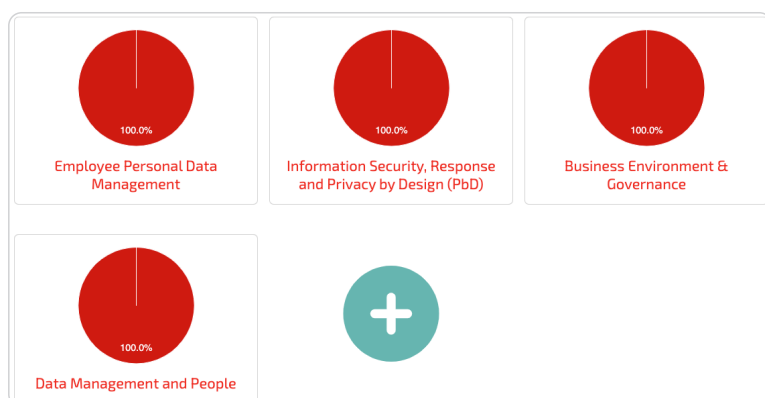 100.0%
Employee Personal Data
Management
100.0%
Information Security, Response
and Privacy by Design (PbD)
100.0%
Business Environment &
Governance
100.0%
Data Management and People